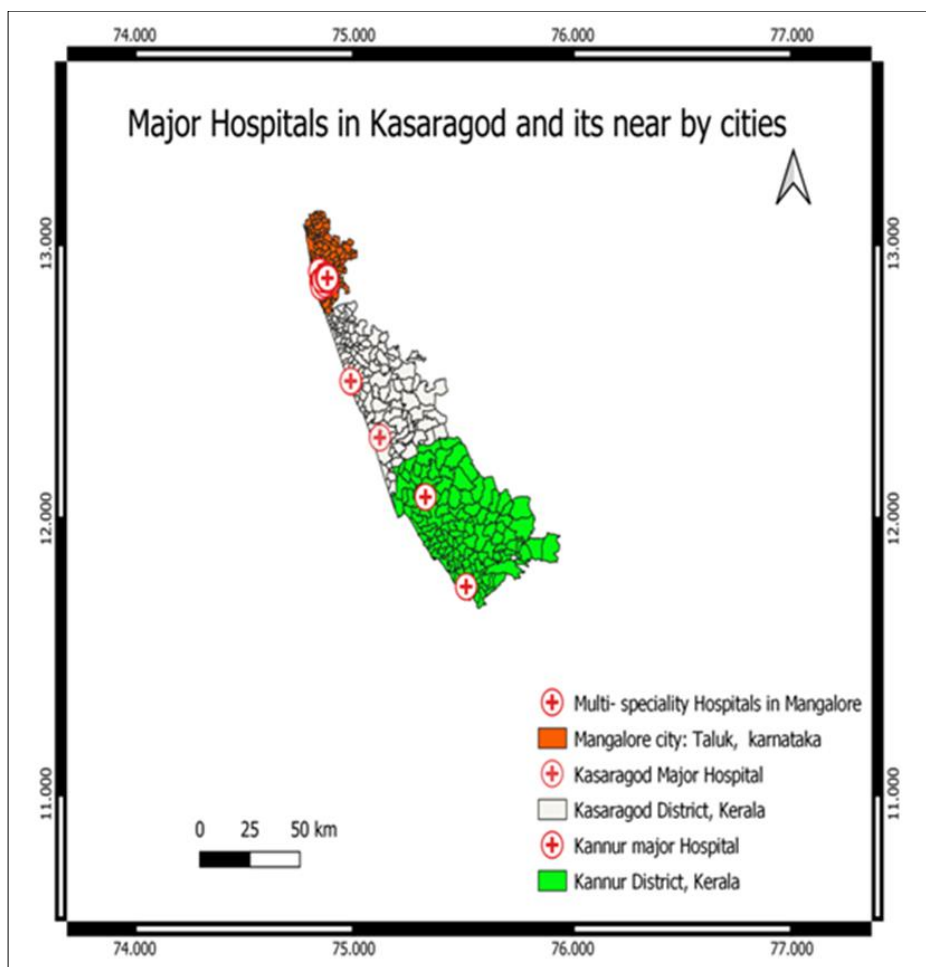 74.000 75.000 76.000 77.000
Major Hospitals in Kasaragod and its near by cities
13.000 13.000
12.000 12.000
11.000 11.000
Multi- speciality Hospitals in Mangalore
Mangalore city: Taluk, karnataka
Kasaragod Major Hospital
Kasaragod District, Kerala
Kannur major Hospital
Kannur District, Kerala
0 25 50 km
74.000 75.000 76.000 77.000